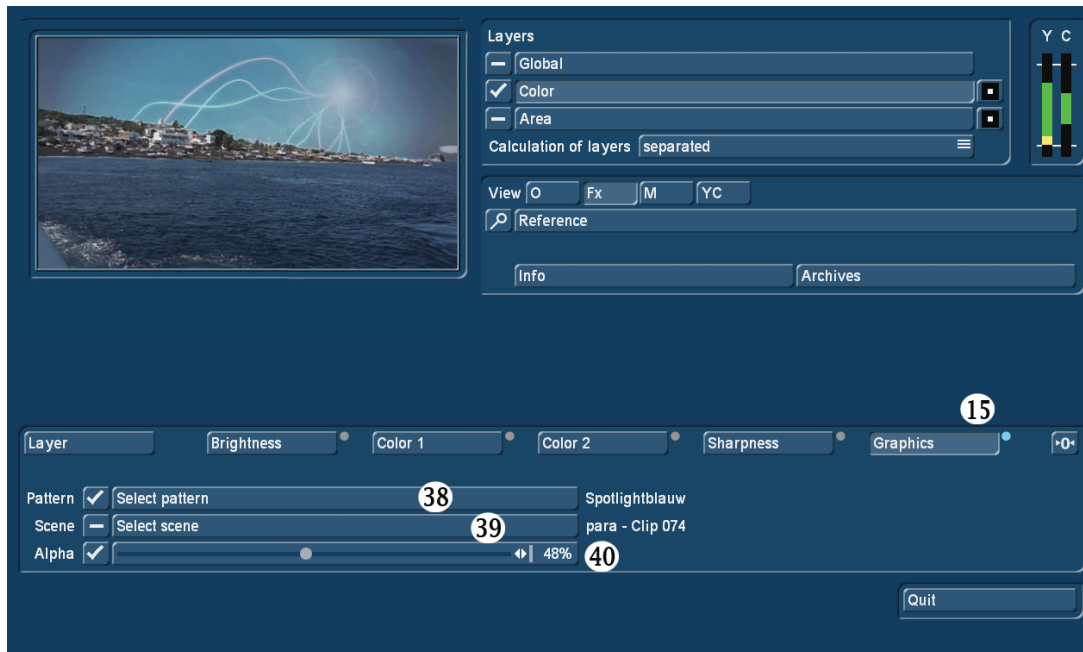 Layers
Global
Color
Area
Calculation of layers separated
Y C
View O Fx M YC
Reference
Info Archives
15
Layer Brightness Color 1 Color 2 Sharpness Graphics 0
Pattern Select pattern 38 Spotlightblauw
Scene Select scene 39 para - Clip 074
Alpha 48% 40
Quit